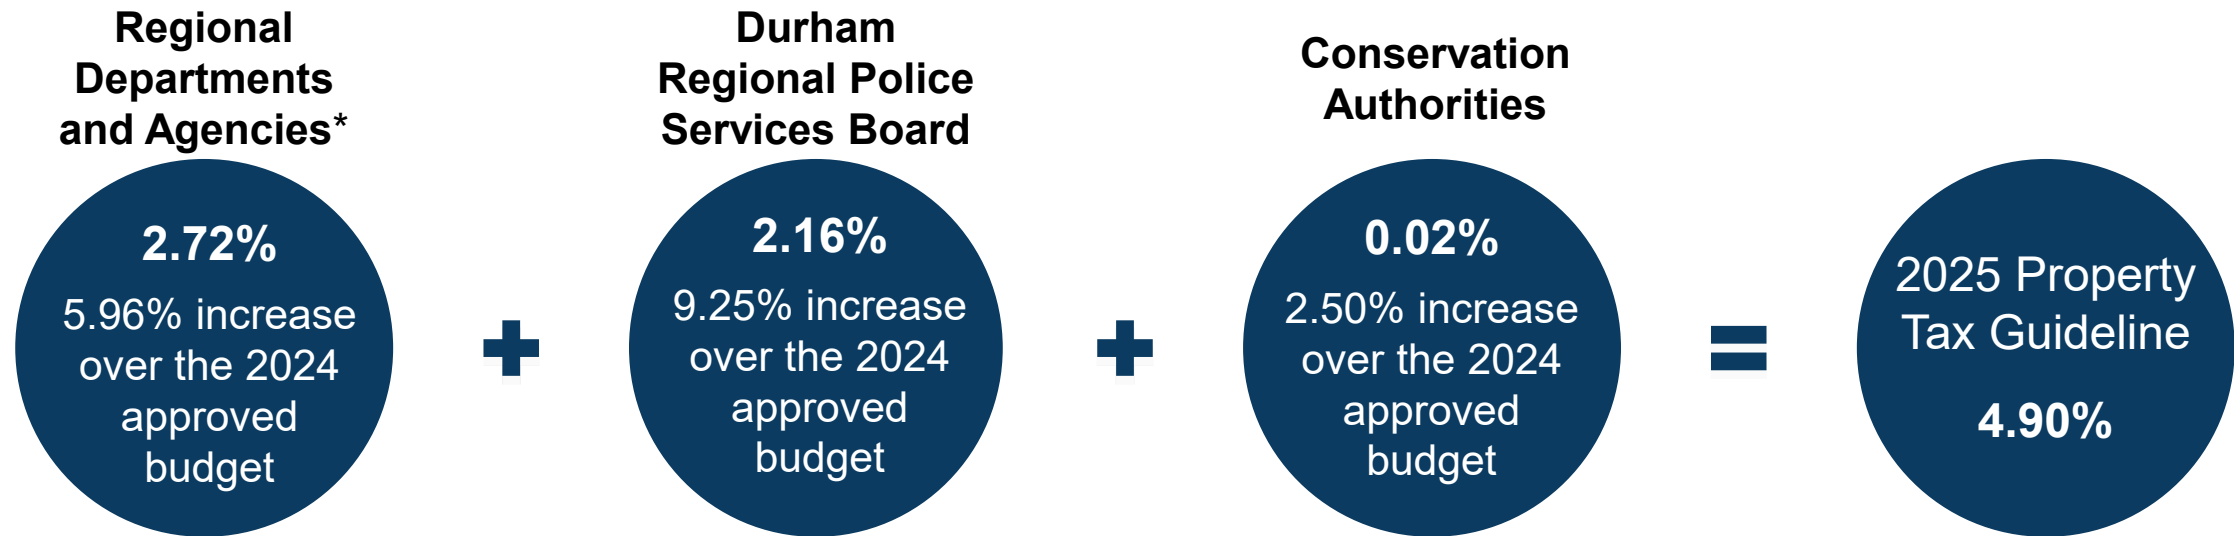 Regional
Departments
and Agencies*
2.72%
5.96% increase
over the 2024
approved
budget
Durham
Regional Police
Services Board
2.16%
9.25% increase
over the 2024
approved
budget
Conservation
Authorities
0.02%
2.50% increase
over the 2024
approved
budget
2025 Property
Tax Guideline
4.90%